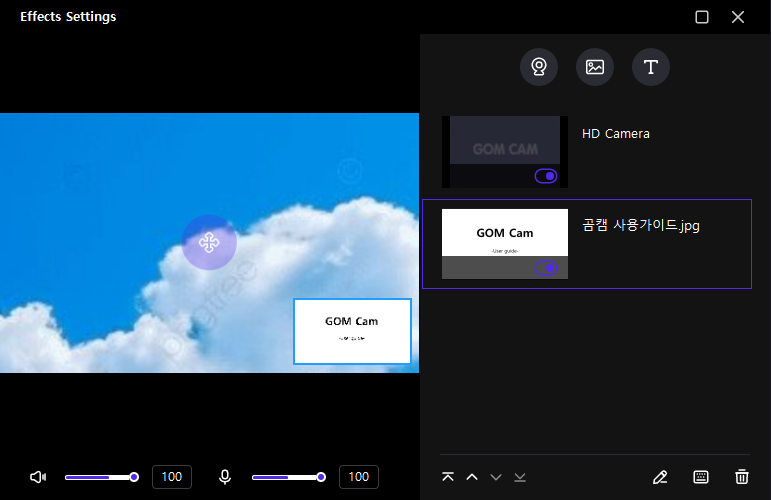 Effects Settings
GOM CAM
HD Camera
GOM Cam
-User guide-
곰캠 사용가이드.jpg
GOM Cam
100
100